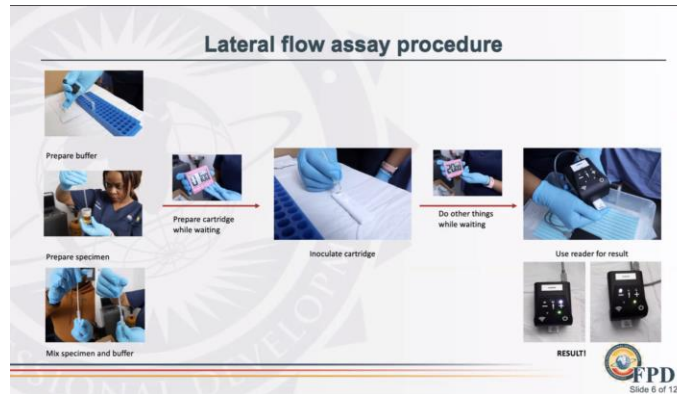 Lateral flow assay procedure
Prepare buffer
Prepare cartridge
while waiting
Do other things
while waiting
Prepare specimen
Inoculate cartridge
Use reader for result
Mix specimen and buffer
RESULT!
FPD
Slide 6 of 12